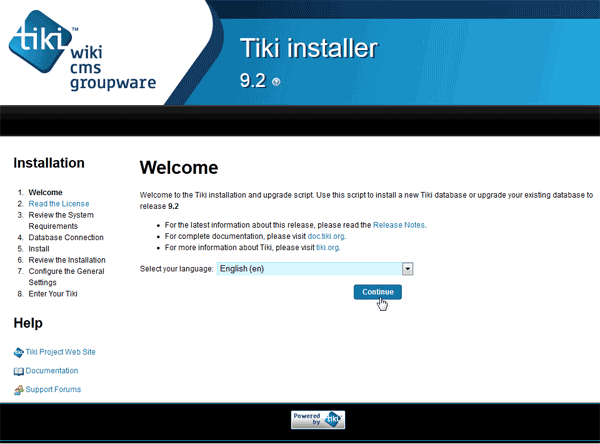 tiki™
wiki
cms
groupware
Tiki installer
9.2
Installation
1. Welcome
2. Read the License
3. Review the System
Requirements
4. Database Connection
5. Install
6. Review the Installation
7. Configure the General
Settings
8. Enter Your Tiki
Help
Tiki Project Web Site
Documentation
Support Forums
Welcome
Welcome to the Tiki installation and upgrade script. Use this script to install a new Tiki database or upgrade your existing database to
release 9.2
• For the latest information about this release, please read the Release Notes.
• For complete documentation, please visit doc.tiki.org.
• For more information about Tiki, please visit tiki.org.
Select your language: English (en)
Continue
Powered
by tiki